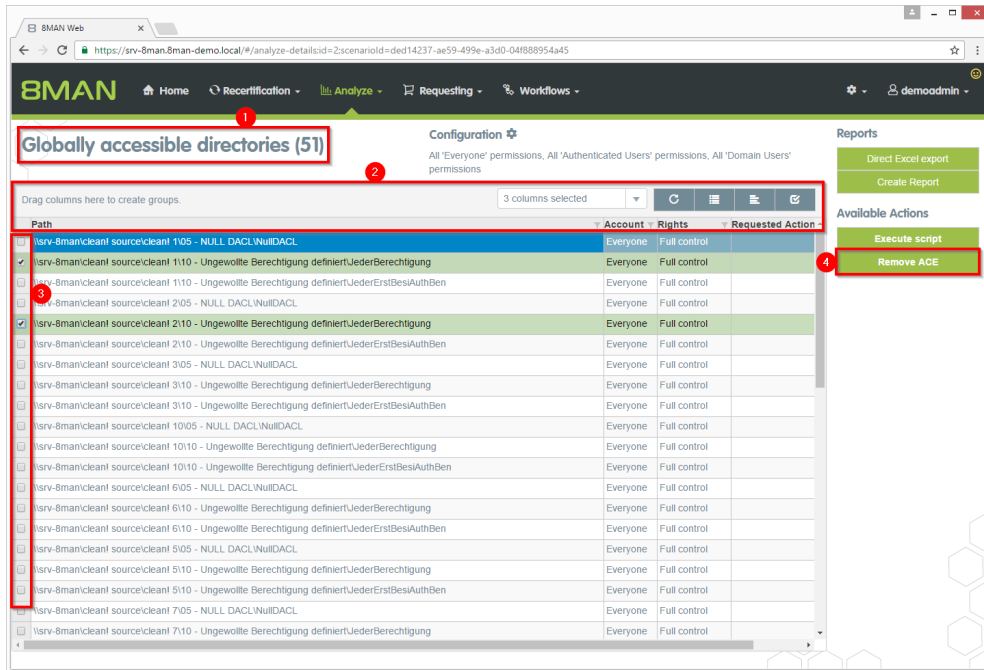 8MAN Web
https://srv-8man.8man-demo.local/#/analyze-details;id=2;scenarioId=ded14237-ae59-499e-a3d0-04f888954a45
8MAN Home Recertification Analyze Requesting Workflows demoadmin
1
Globally accessible directories (51)
Configuration
All 'Everyone' permissions, All 'Authenticated Users' permissions, All 'Domain Users'
permissions
Reports
Direct Excel export
Create Report
Available Actions
Execute script
4 Remove ACE
2
Drag columns here to create groups. 3 columns selected
Path Account Rights Requested Action
\\srv-8man\clean! source\clean! 1\05 - NULL DACL\NullDACL Everyone Full control
\\srv-8man\clean! source\clean! 1\10 - Ungewollte Berechtigung definiert\JederBerechtigung Everyone Full control
3
\\srv-8man\clean! source\clean! 1\10 - Ungewollte Berechtigung definiert\JederErstBesiAuthBen Everyone Full control
\\srv-8man\clean! source\clean! 2\05 - NULL DACL\NullDACL Everyone Full control
\\srv-8man\clean! source\clean! 2\10 - Ungewollte Berechtigung definiert\JederBerechtigung Everyone Full control
\\srv-8man\clean! source\clean! 2\10 - Ungewollte Berechtigung definiert\JederErstBesiAuthBen Everyone Full control
\\srv-8man\clean! source\clean! 3\05 - NULL DACL\NullDACL Everyone Full control
\\srv-8man\clean! source\clean! 3\10 - Ungewollte Berechtigung definiert\JederBerechtigung Everyone Full control
\\srv-8man\clean! source\clean! 3\10 - Ungewollte Berechtigung definiert\JederErstBesiAuthBen Everyone Full control
\\srv-8man\clean! source\clean! 10\05 - NULL DACL\NullDACL Everyone Full control
\\srv-8man\clean! source\clean! 10\10 - Ungewollte Berechtigung definiert\JederBerechtigung Everyone Full control
\\srv-8man\clean! source\clean! 10\10 - Ungewollte Berechtigung definiert\JederErstBesiAuthBen Everyone Full control
\\srv-8man\clean! source\clean! 6\05 - NULL DACL\NullDACL Everyone Full control
\\srv-8man\clean! source\clean! 6\10 - Ungewollte Berechtigung definiert\JederBerechtigung Everyone Full control
\\srv-8man\clean! source\clean! 6\10 - Ungewollte Berechtigung definiert\JederErstBesiAuthBen Everyone Full control
\\srv-8man\clean! source\clean! 5\05 - NULL DACL\NullDACL Everyone Full control
\\srv-8man\clean! source\clean! 5\10 - Ungewollte Berechtigung definiert\JederBerechtigung Everyone Full control
\\srv-8man\clean! source\clean! 5\10 - Ungewollte Berechtigung definiert\JederErstBesiAuthBen Everyone Full control
\\srv-8man\clean! source\clean! 7\05 - NULL DACL\NullDACL Everyone Full control
\\srv-8man\clean! source\clean! 7\10 - Ungewollte Berechtigung definiert\JederBerechtigung Everyone Full control